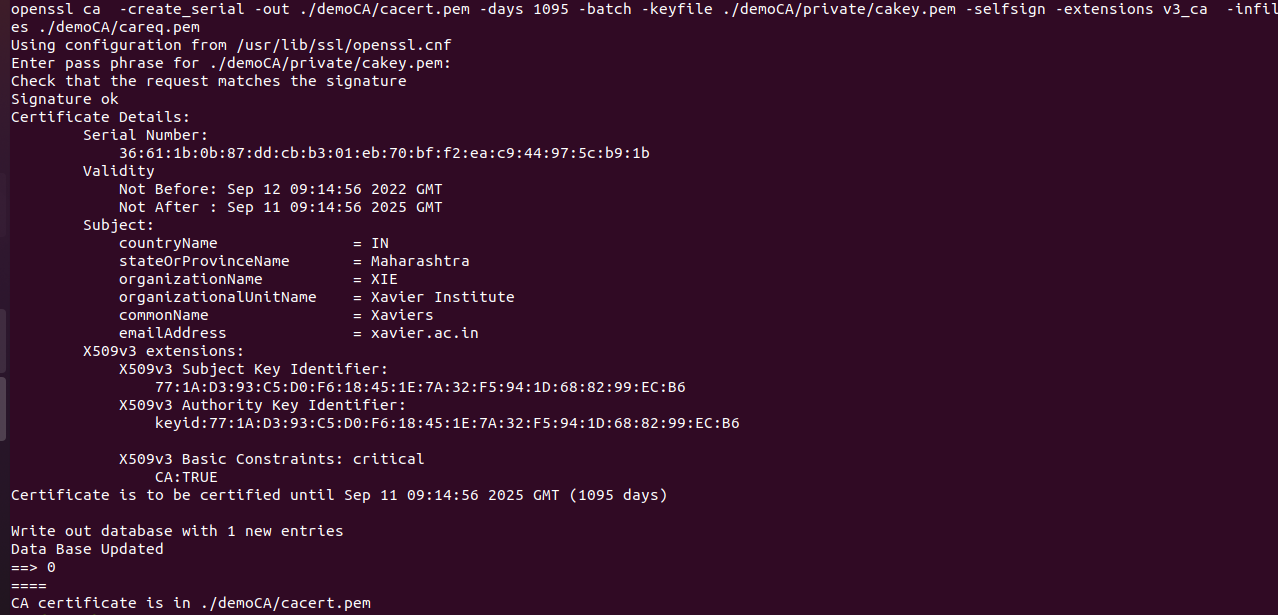 openssl ca  -create_serial -out ./demoCA/cacert.pem -days 1095 -batch -keyfile ./demoCA/private/cakey.pem -selfsign -extensions v3_ca  -infil
es ./demoCA/careq.pem
Using configuration from /usr/lib/ssl/openssl.cnf
Enter pass phrase for ./demoCA/private/cakey.pem:
Check that the request matches the signature
Signature ok
Certificate Details:
        Serial Number:
            36:61:1b:0b:87:dd:cb:b3:01:eb:70:bf:f2:ea:c9:44:97:5c:b9:1b
        Validity
            Not Before: Sep 12 09:14:56 2022 GMT
            Not After : Sep 11 09:14:56 2025 GMT
        Subject:
            countryName               = IN
            stateOrProvinceName       = Maharashtra
            organizationName          = XIE
            organizationalUnitName    = Xavier Institute
            commonName                = Xaviers
            emailAddress              = xavier.ac.in
        X509v3 extensions:
            X509v3 Subject Key Identifier:
                77:1A:D3:93:C5:D0:F6:18:45:1E:7A:32:F5:94:1D:68:82:99:EC:B6
            X509v3 Authority Key Identifier:
                keyid:77:1A:D3:93:C5:D0:F6:18:45:1E:7A:32:F5:94:1D:68:82:99:EC:B6

            X509v3 Basic Constraints: critical
                CA:TRUE
Certificate is to be certified until Sep 11 09:14:56 2025 GMT (1095 days)

Write out database with 1 new entries
Data Base Updated
==> 0
====
CA certificate is in ./demoCA/cacert.pem